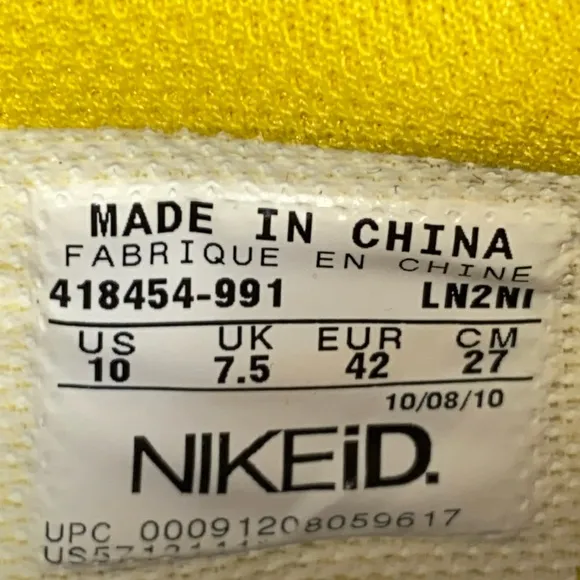 MADE IN CHINA
FABRIQUE EN CHINE
418454-991 LN2NI
US UK EUR CM
10 7.5 42 27
10/08/10
NIKEiD.
UPC 00091208059617